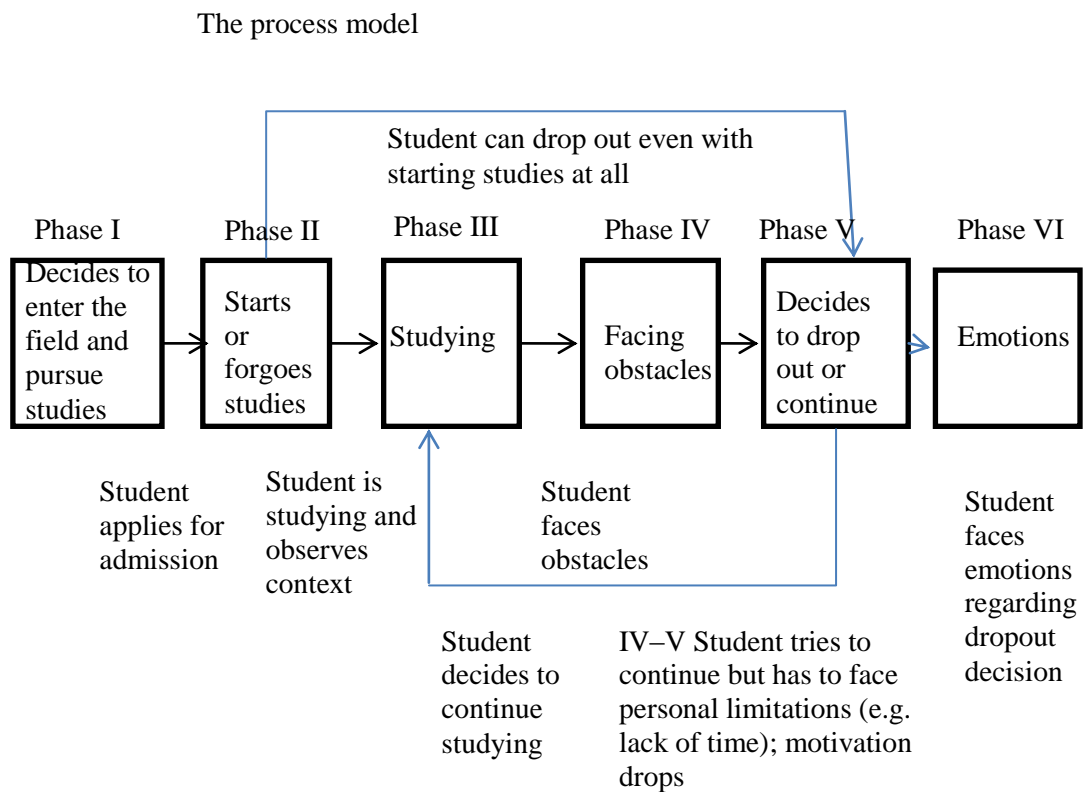 The process model
Student can drop out even with
starting studies at all
Phase I
Phase II
Phase III
Phase IV
Phase V
Phase VI
Decides to
enter the
field and
pursue
studies
Starts
or
forgoes
studies
Studying
Facing
obstacles
Decides
to drop
out or
continue
Emotions
Student
applies for
admission
Student is
studying and
observes
context
Student
faces
obstacles
Student
faces
emotions
regarding
dropout
decision
Student
decides to
continue
studying
IV–V Student tries to
continue but has to face
personal limitations (e.g.
lack of time); motivation
drops